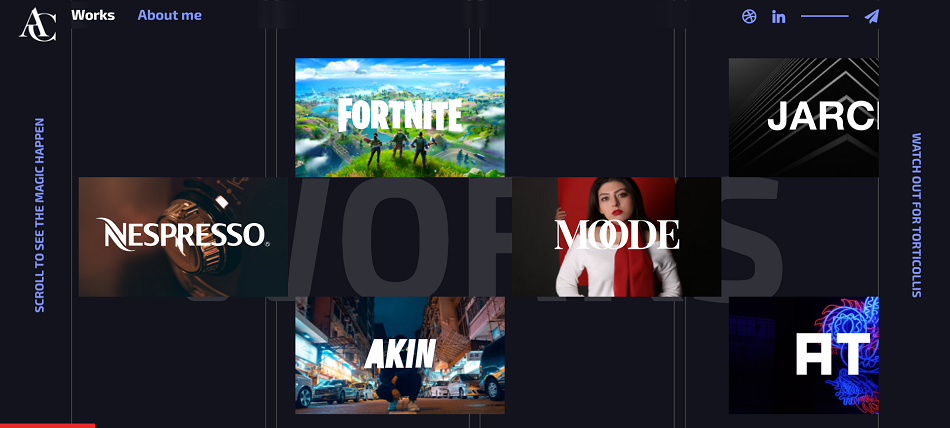 AC
Works
About me
SCROLL TO SEE THE MAGIC HAPPEN
WATCH OUT FOR TORTICOLLIS
WORKS
FORTNITE
JARC
NESPRESSO®
MOODE
AKIN
AT